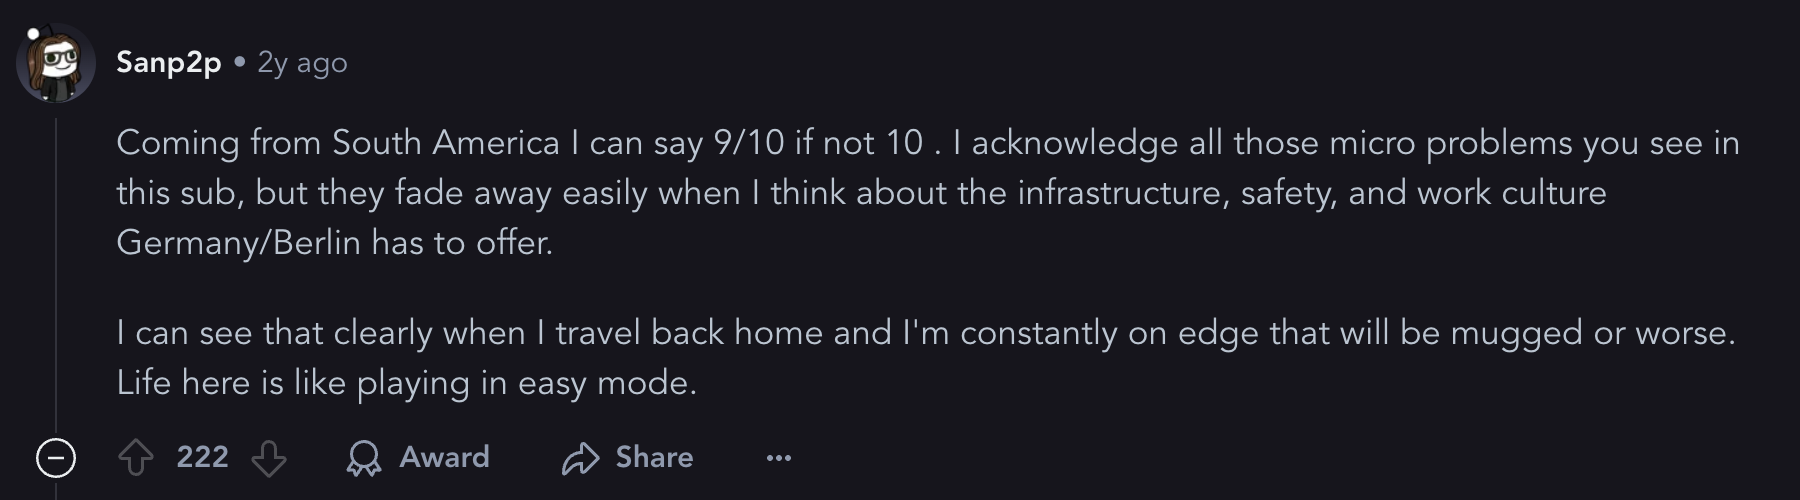 Sanp2p • 2y ago
Coming from South America I can say 9/10 if not 10 . I acknowledge all those micro problems you see in
this sub, but they fade away easily when I think about the infrastructure, safety, and work culture
Germany/Berlin has to offer.
I can see that clearly when I travel back home and I'm constantly on edge that will be mugged or worse.
Life here is like playing in easy mode.
222 Award Share ...